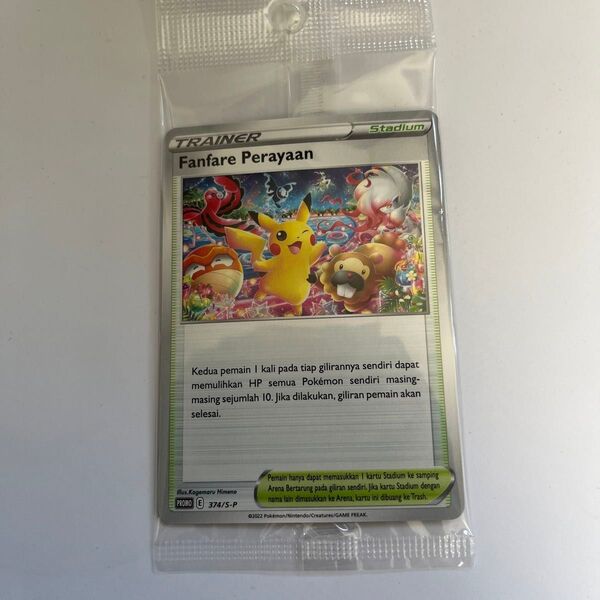 TRAINER
Stadium
Fanfare Perayaan
Kedua pemain 1 kali pada tiap gilirannya sendiri dapat
memulihkan HP semua Pokémon sendiri masing-
masing sejumlah 10. Jika dilakukan, giliran pemain akan
selesai.
Illus. Kagemaru Himeno
Pemain hanya dapat memasukkan 1 kartu Stadium ke samping
Arena Bertarung pada giliran sendiri. Jika kartu Stadium dengan
nama lain dimasukan ke Arena, kartu ini dibuang ke Trash.
PROMO E 374/S-P
©2022 Pokémon/Nintendo/Creatures/GAME FREAK.